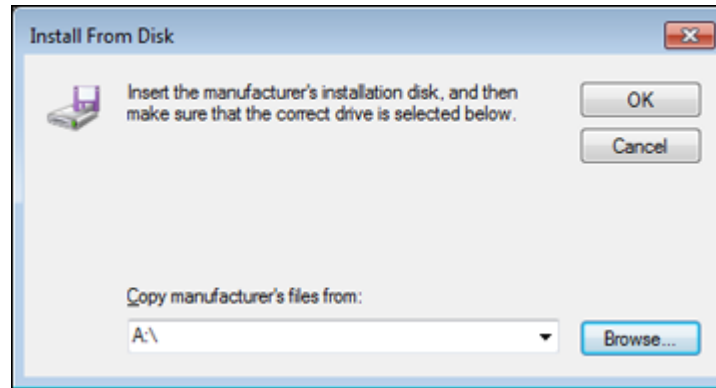 Install From Disk
Insert the manufacturer's installation disk, and then
make sure that the correct drive is selected below.
OK
Cancel
Copy manufacturer's files from:
A:\
Browse...